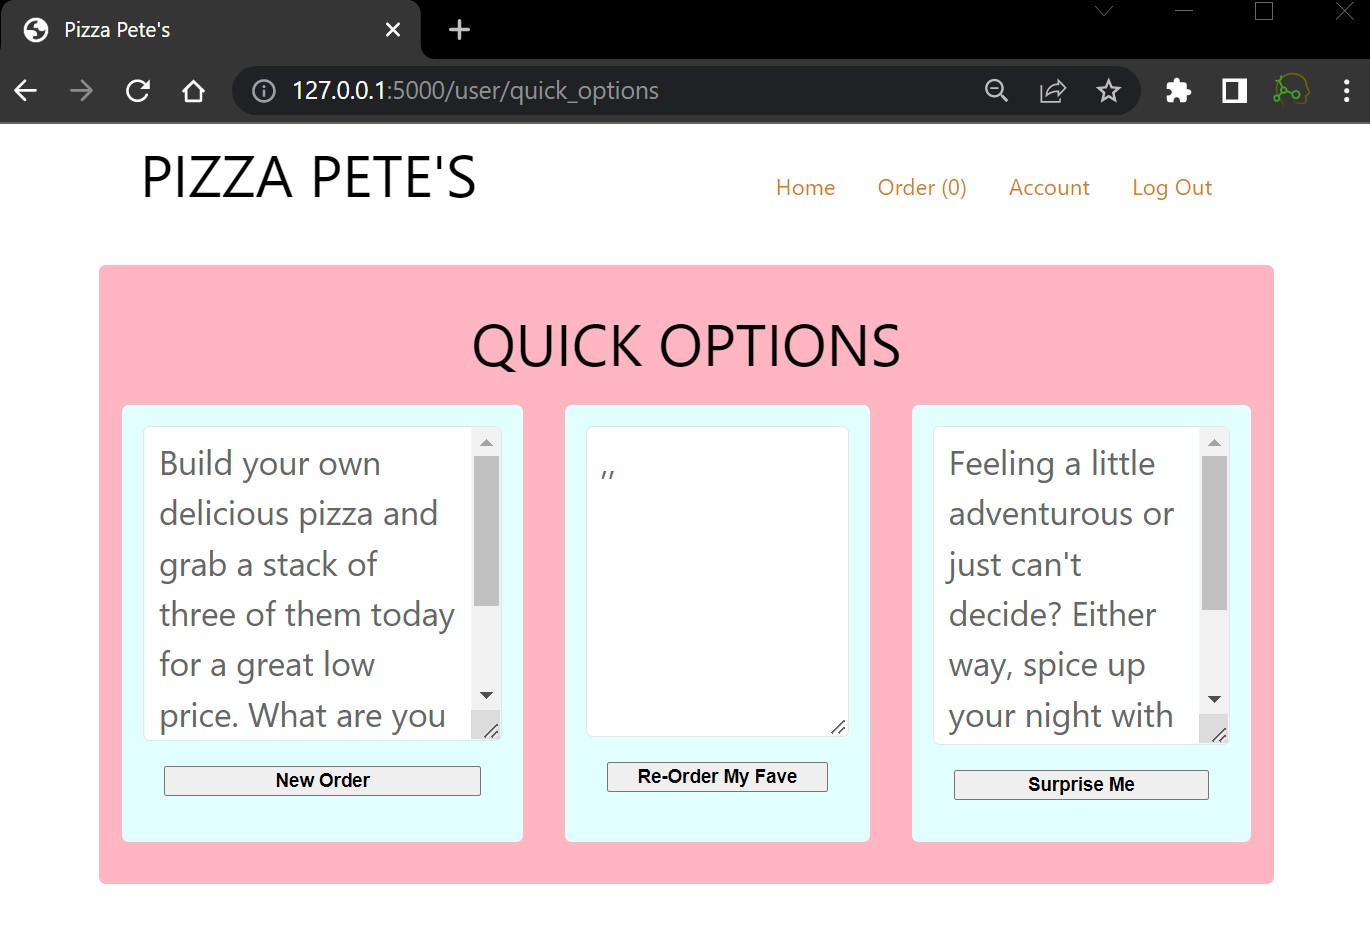 Pizza Pete's
127.0.0.1:5000/user/quick_options
PIZZA PETE'S
Home Order (0) Account Log Out
QUICK OPTIONS
Build your own
delicious pizza and
grab a stack of
three of them today
for a great low
price. What are you
New Order
,,
Re-Order My Fave
Feeling a little
adventurous or
just can't
decide? Either
way, spice up
your night with
Surprise Me